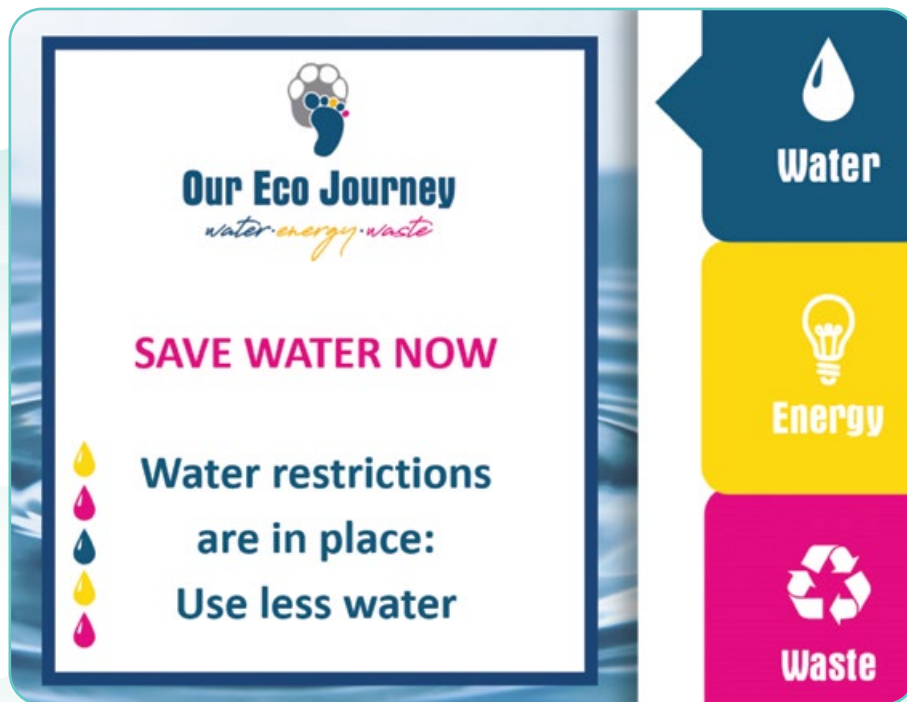 Our Eco Journey
water·energy·waste
SAVE WATER NOW
Water restrictions
are in place:
Use less water
Water
Energy
Waste